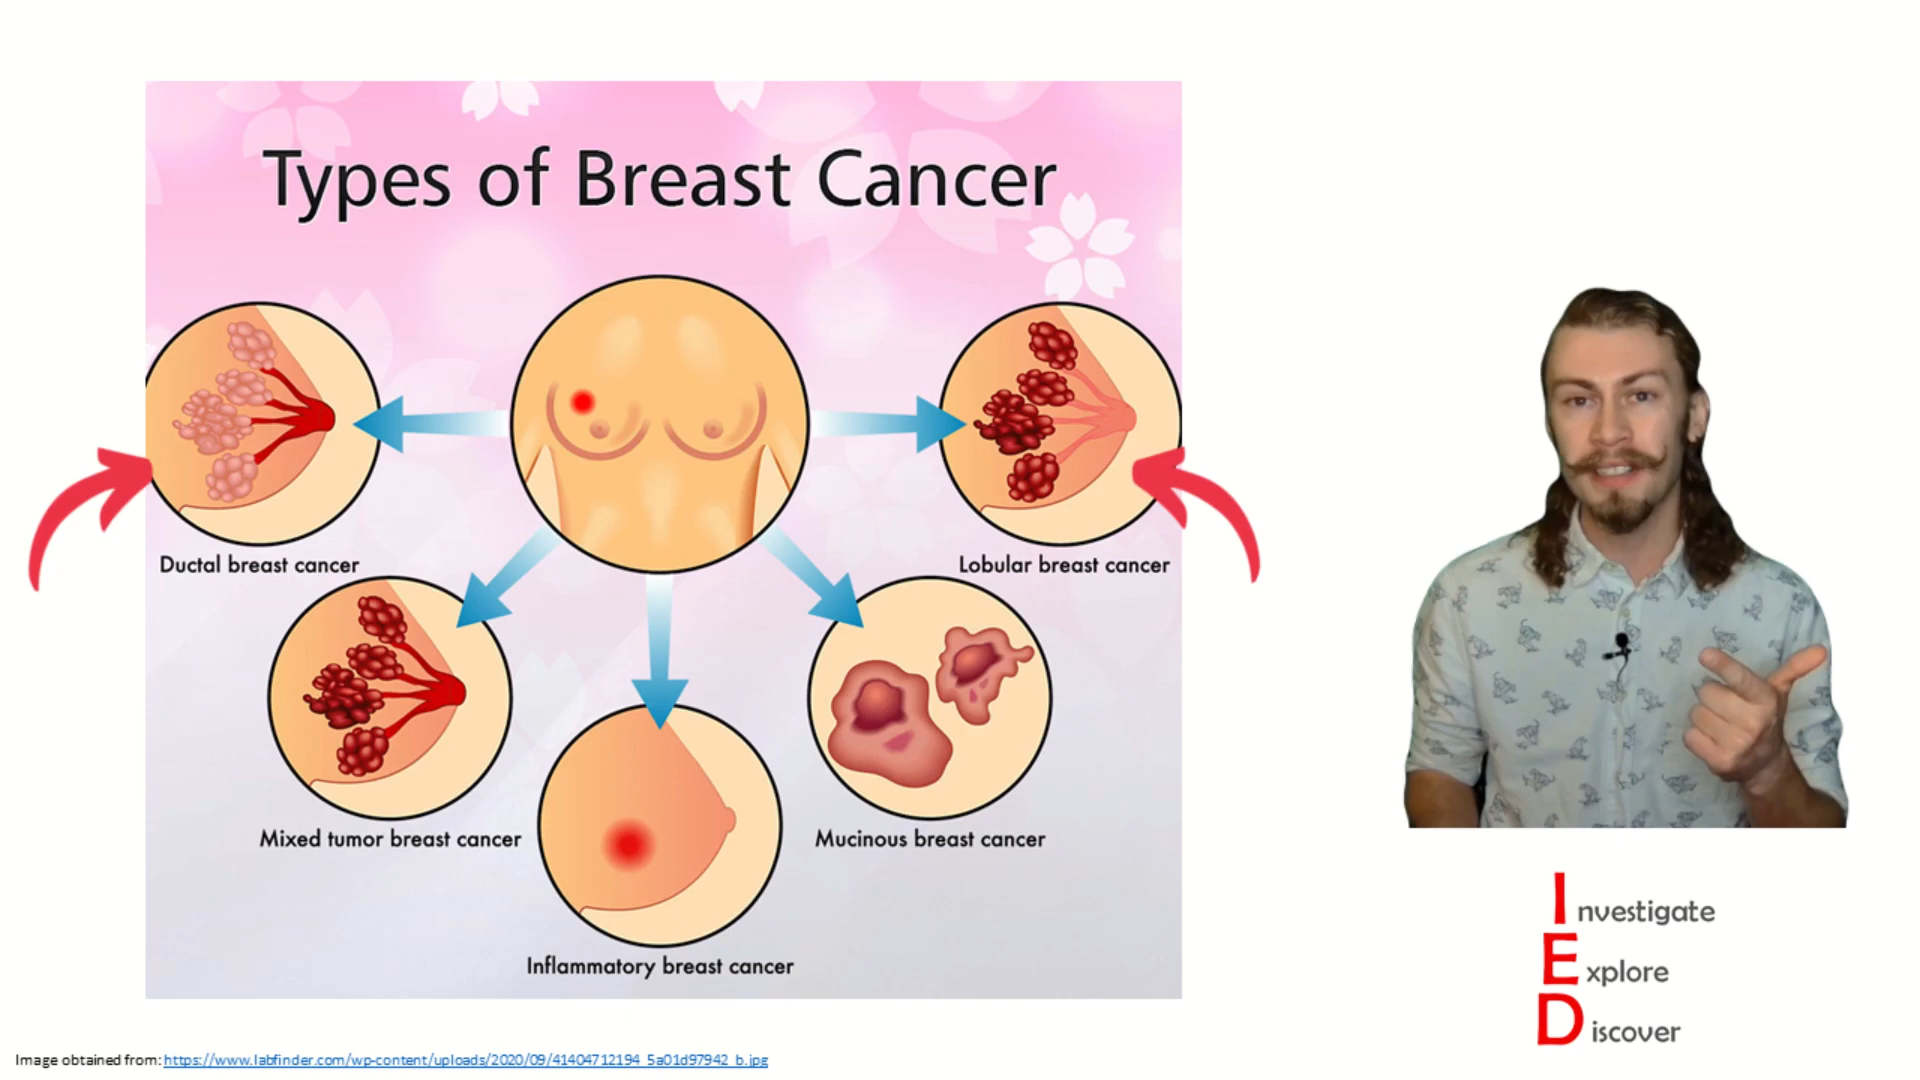 Types of Breast Cancer
Ductal breast cancer
Lobular breast cancer
Mixed tumor breast cancer
Mucinous breast cancer
Inflammatory breast cancer
Investigate
Explore
Discover
Image obtained from: https://www.labfinder.com/wp-content/uploads/2020/09/41404712194_5a01d97942_b.jpg